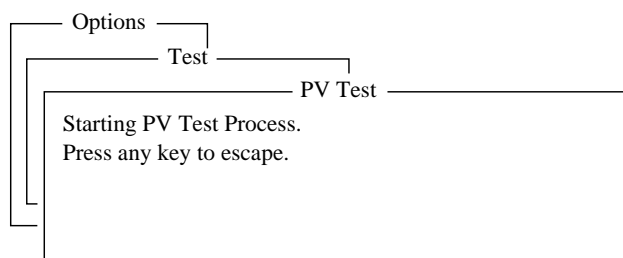 Options
Test
PV Test
Starting PV Test Process.
Press any key to escape.